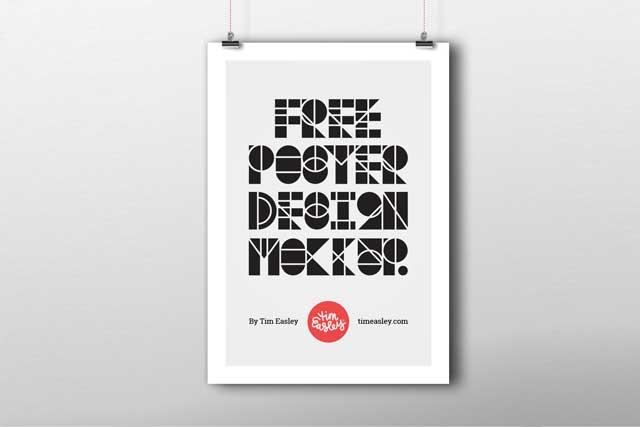 FREE
POSTER
DESIGN
MOCKUP.
By Tim Easley
Tim
Easley
timeasley.com